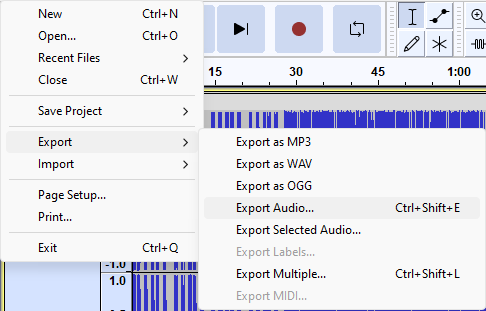 New Ctrl+N
Open... Ctrl+O
Recent Files
Close Ctrl+W
Save Project
Export
Import
Page Setup...
Print...
Exit Ctrl+Q
15 30 45 1:00
Export as MP3
Export as WAV
Export as OGG
Export Audio... Ctrl+Shift+E
Export Selected Audio...
Export Labels...
Export Multiple... Ctrl+Shift+L
Export MIDI...
-1.0
1.0